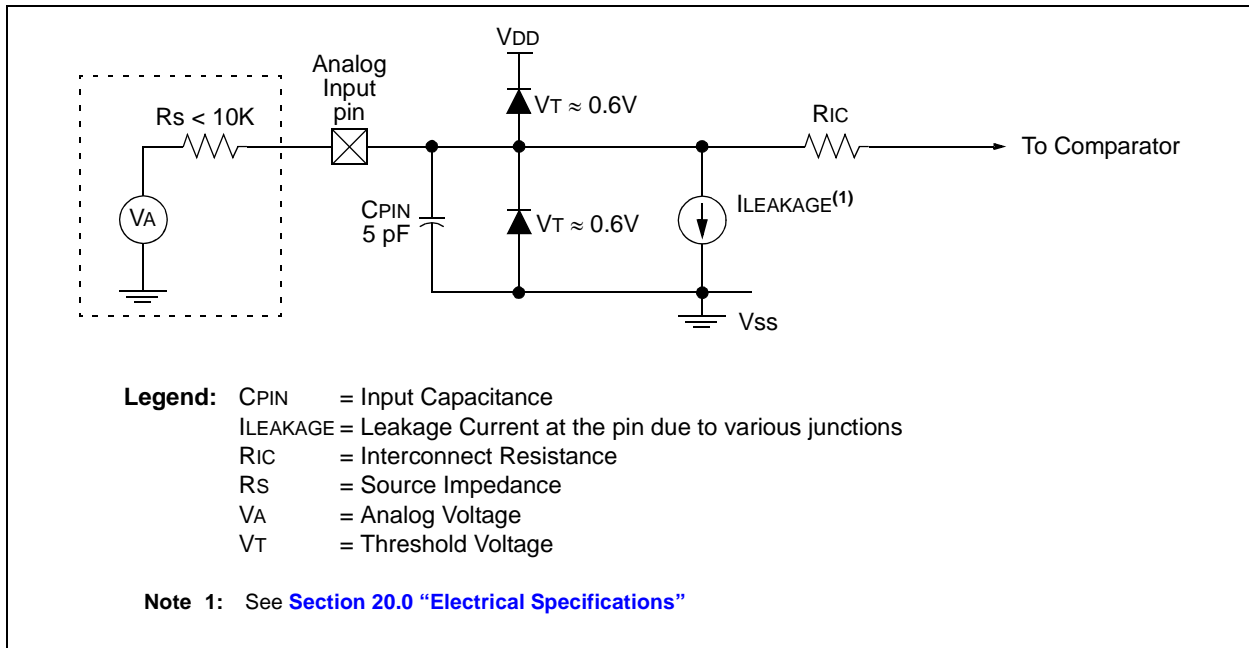 VDD
Analog
Input
pin
Rs < 10K
VT ≈ 0.6V
RIC
To Comparator
VA
CPIN
5 pF
VT ≈ 0.6V
ILEAKAGE(1)
Vss
Legend: CPIN = Input Capacitance
ILEAKAGE = Leakage Current at the pin due to various junctions
RIC = Interconnect Resistance
RS = Source Impedance
VA = Analog Voltage
VT = Threshold Voltage
Note 1: See Section 20.0 “Electrical Specifications”